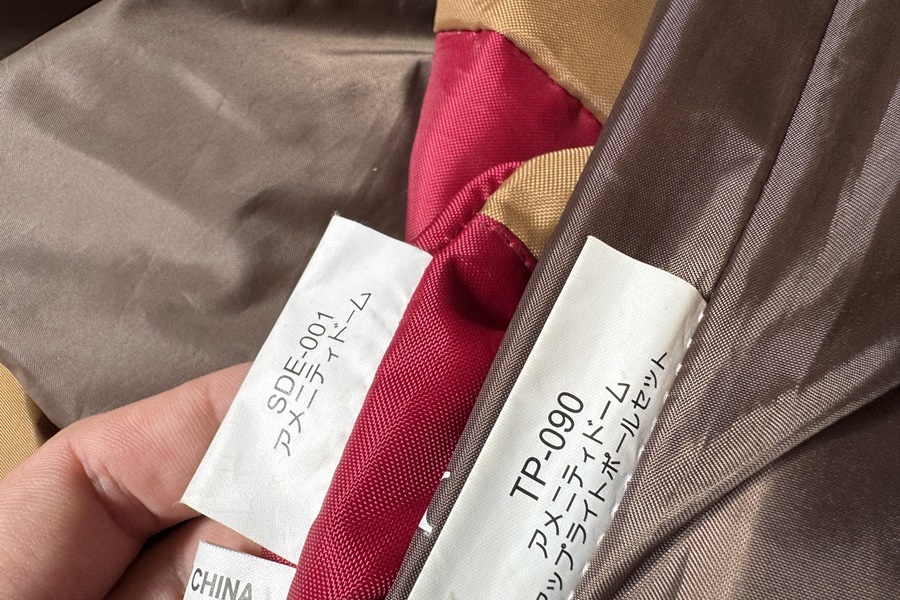 SDE-001
アメニティドーム
TP-090
アメニティドーム
アップライトポールセット
CHINA